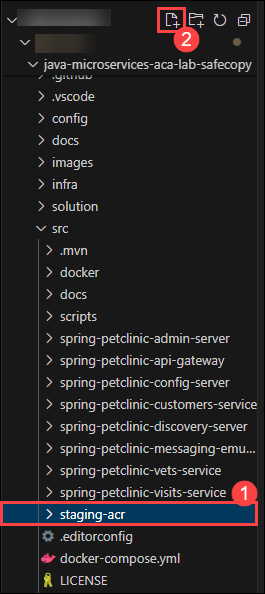 2
java-microservices-aca-lab-safecopy
.github
.vscode
config
docs
images
infra
solution
src
.mvn
docker
docs
scripts
spring-petclinic-admin-server
spring-petclinic-api-gateway
spring-petclinic-config-server
spring-petclinic-customers-service
spring-petclinic-discovery-server
spring-petclinic-messaging-emu...
spring-petclinic-vets-service
spring-petclinic-visits-service
1
staging-acr
.editorconfig
docker-compose.yml
LICENSE